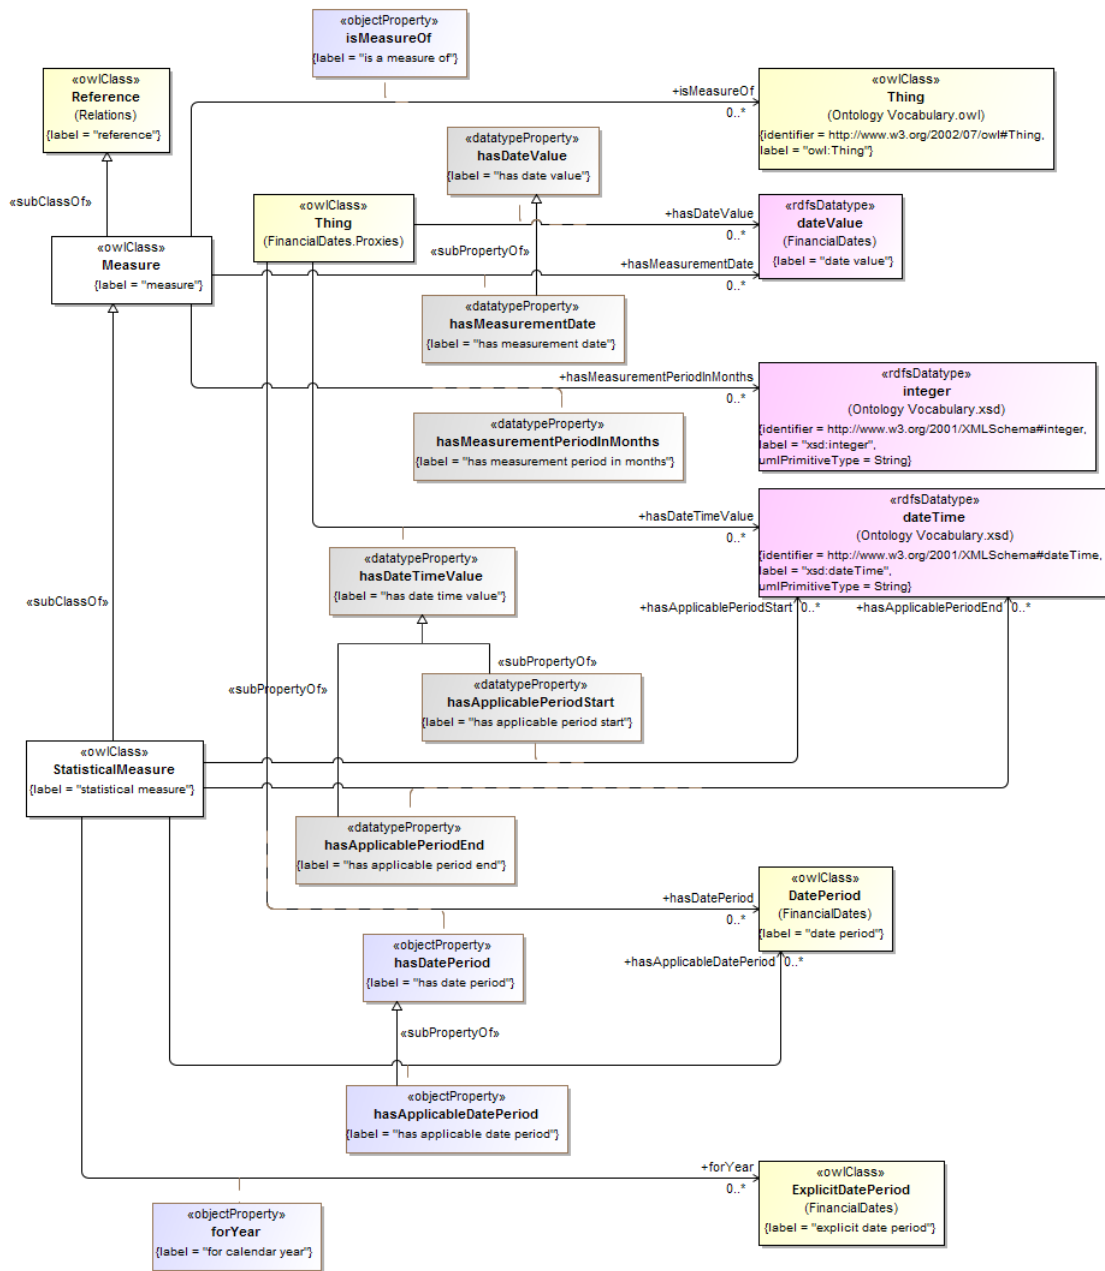 «objectProperty»
isMeasureOf
{label = "is a measure of"}
«owlClass»
Reference
(Relations)
{label = "reference"}
+isMeasureOf
0..*
«owlClass»
Thing
(Ontology Vocabulary.owl)
{identifier = http://www.w3.org/2002/07/owl#Thing,
label = "owl:Thing"}
«datatypeProperty»
hasDateValue
{label = "has date value"}
«subClassOf»
«owlClass»
Thing
(FinancialDates.Proxies)
+hasDateValue
0..*
«rdfsDatatype»
dateValue
(FinancialDates)
{label = "date value"}
«subPropertyOf»
«owlClass»
Measure
{label = "measure"}
+hasMeasurementDate
0..*
«datatypeProperty»
hasMeasurementDate
{label = "has measurement date"}
+hasMeasurementPeriodInMonths
0..*
«rdfsDatatype»
integer
(Ontology Vocabulary.xsd)
{identifier = http://www.w3.org/2001/XMLSchema#integer,
label = "xsd:integer",
umlPrimitiveType = String}
«datatypeProperty»
hasMeasurementPeriodInMonths
{label = "has measurement period in months"}
+hasDateTimeValue
0..*
«rdfsDatatype»
dateTime
(Ontology Vocabulary.xsd)
{identifier = http://www.w3.org/2001/XMLSchema#dateTime,
label = "xsd:dateTime",
umlPrimitiveType = String}
«datatypeProperty»
hasDateTimeValue
{label = "has date time value"}
«subClassOf»
+hasApplicablePeriodStart 0..*
+hasApplicablePeriodEnd 0..*
«subPropertyOf»
«subPropertyOf»
«datatypeProperty»
hasApplicablePeriodStart
{label = "has applicable period start"}
«owlClass»
StatisticalMeasure
{label = "statistical measure"}
«datatypeProperty»
hasApplicablePeriodEnd
{label = "has applicable period end"}
+hasDatePeriod
0..*
«owlClass»
DatePeriod
(FinancialDates)
{label = "date period"}
«objectProperty»
hasDatePeriod
{label = "has date period"}
+hasApplicableDatePeriod 0..*
«subPropertyOf»
«objectProperty»
hasApplicableDatePeriod
{label = "has applicable date period"}
+forYear
0..*
«owlClass»
ExplicitDatePeriod
(FinancialDates)
{label = "explicit date period"}
«objectProperty»
forYear
{label = "for calendar year"}